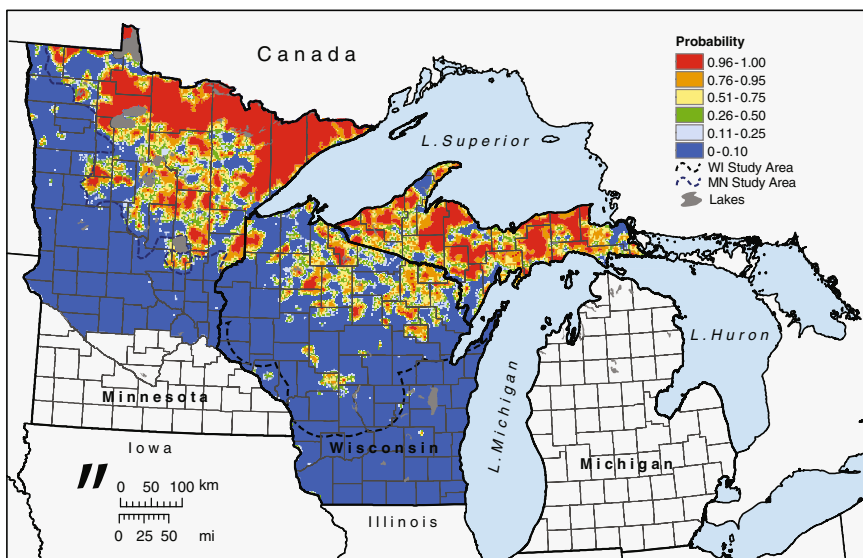 Canada
Probability
0.96-1.00
0.76-0.95
0.51-0.75
0.26-0.50
0.11-0.25
0-0.10
WI Study Area
MN Study Area
Lakes
L.Superior
L.Huron
L.Michigan
Minnesota
Wisconsin
Michigan
Iowa
Illinois
"
0 50 100 km
0 25 50 mi